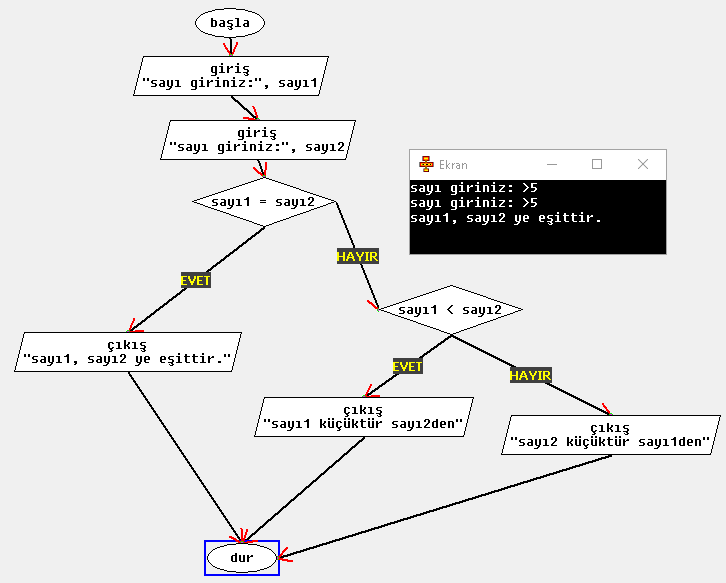 başla
giriş
"sayı giriniz:", sayı1
giriş
"sayı giriniz:", sayı2
sayı1 = sayı2
EVET
HAYIR
Ekran
sayı giriniz: >5
sayı giriniz: >5
sayı1, sayı2 ye eşittir.
sayı1 < sayı2
EVET
HAYIR
çıkış
"sayı1, sayı2 ye eşittir."
çıkış
"sayı1 küçüktür sayı2den"
çıkış
"sayı2 küçüktür sayı1den"
dur